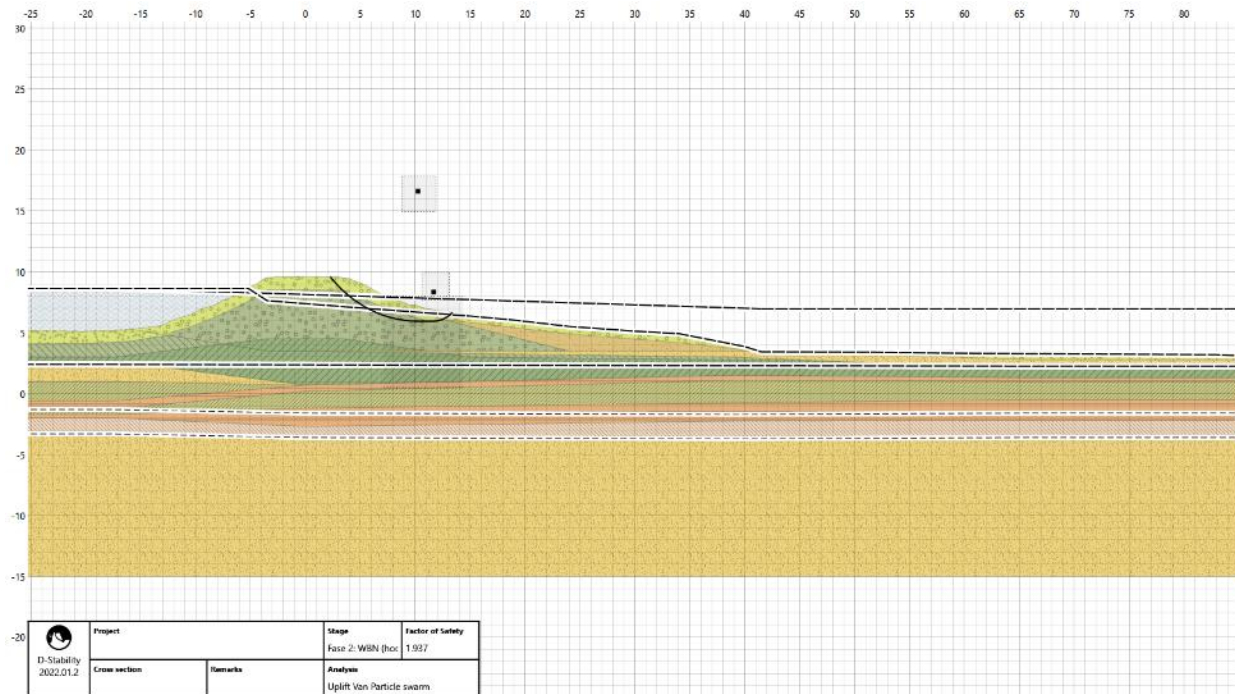 -25 -20 -15 -10 -5 0 5 10 15 20 25 30 35 40 45 50 55 60 65 70 75 80
30
25
20
15
10
5
0
-5
-10
-15
-20
D-Stability
2022.01.2
Project
Stage
Fase 2: WBN (hoc
Factor of Safety
1.937
Cross section
Remarks
Analysis
Uplift Van Particle swarm